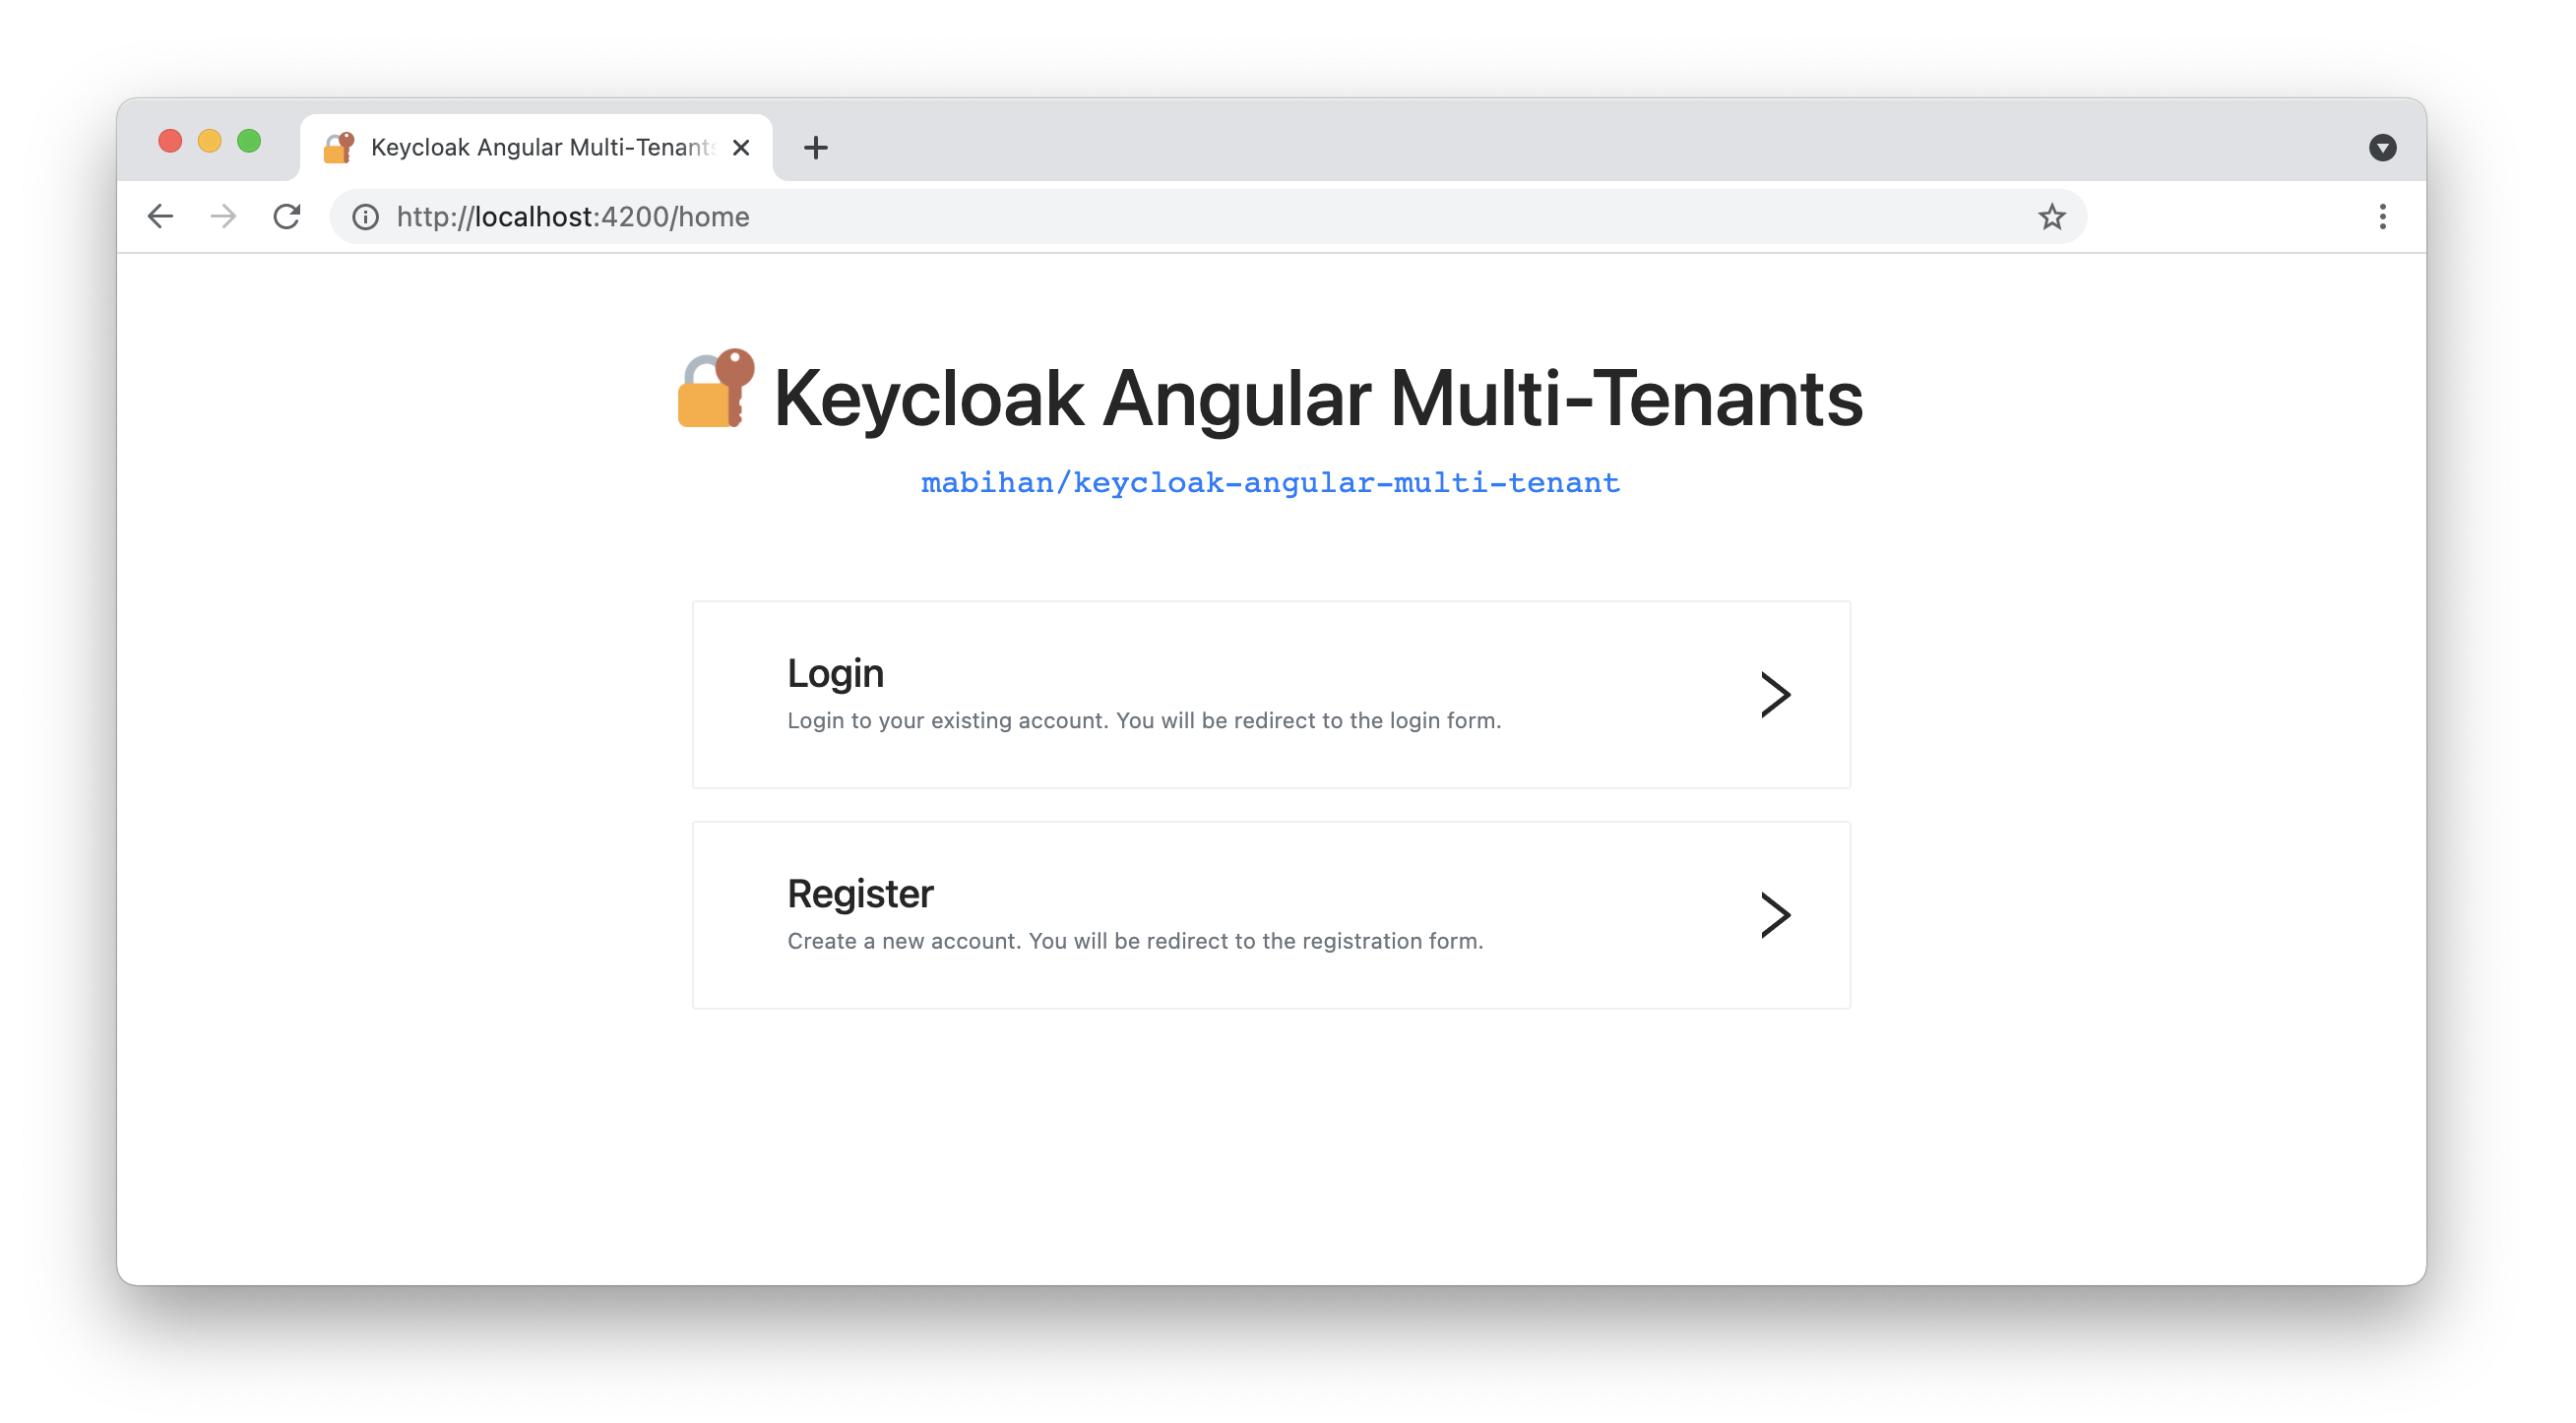 Keycloak Angular Multi-Tenants
http://localhost:4200/home
Keycloak Angular Multi-Tenants
mabihan/keycloak-angular-multi-tenant
Login
Login to your existing account. You will be redirect to the login form.
Register
Create a new account. You will be redirect to the registration form.